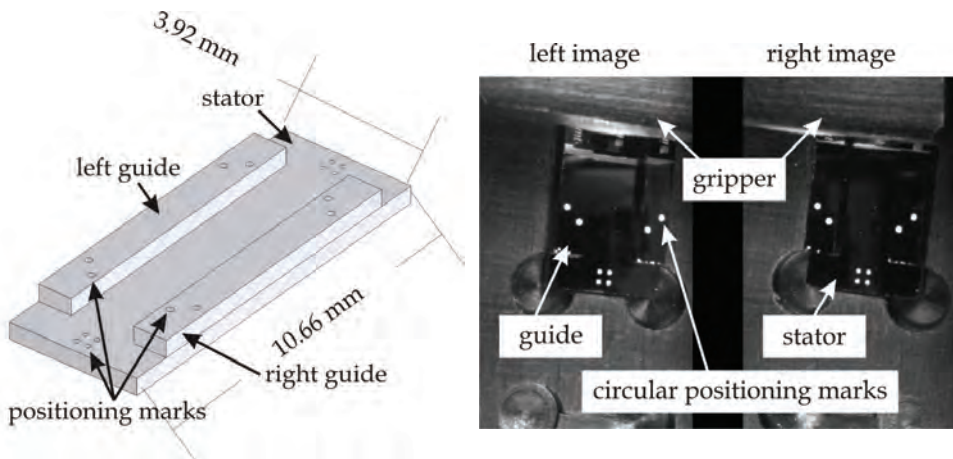 3.92 mm
stator
left guide
10.66 mm
right guide
positioning marks
left image
right image
gripper
guide
stator
circular positioning marks